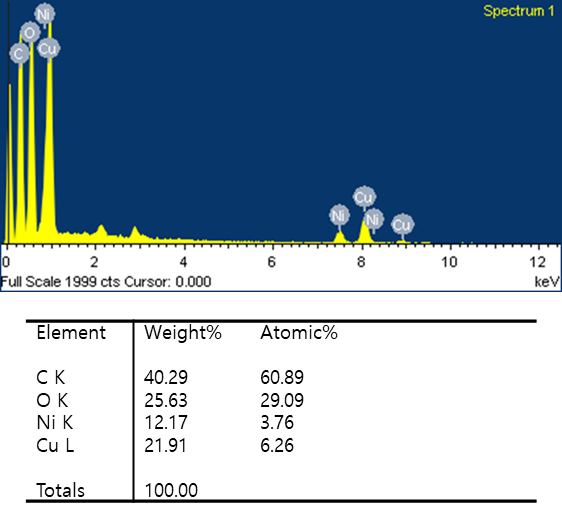 Spectrum 1
Ni
O
C
Cu
Cu
Ni
Ni
Cu
0 2 4 6 8 10 12
Full Scale 1999 cts Cursor: 0.000 keV
Element Weight% Atomic%
C K 40.29 60.89
O K 25.63 29.09
Ni K 12.17 3.76
Cu L 21.91 6.26
Totals 100.00